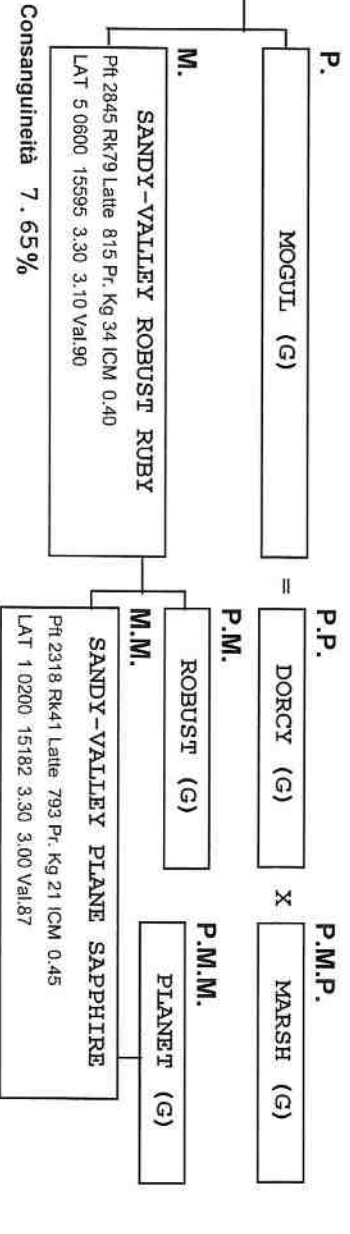 P.
MOGUL (G)
=
P.P.
DORCY (G)
X
P.M.P.
MARSH (G)
M.
SANDY-VALLEY ROBUST RUBY
Pft 2845 Rk79 Latte 815 Pr. Kg 34 ICM 0.40
LAT 5 0600 15595 3.30 3.10 Val.90
P.M.
ROBUST (G)
P.M.M.
PLANET (G)
M.M.
SANDY-VALLEY PLANE SAPPHIRE
Pft 2318 Rk41 Latte 793 Pr. Kg 21 ICM 0.45
LAT 1 0200 15182 3.30 3.00 Val.87
Consanguineità 7.65%